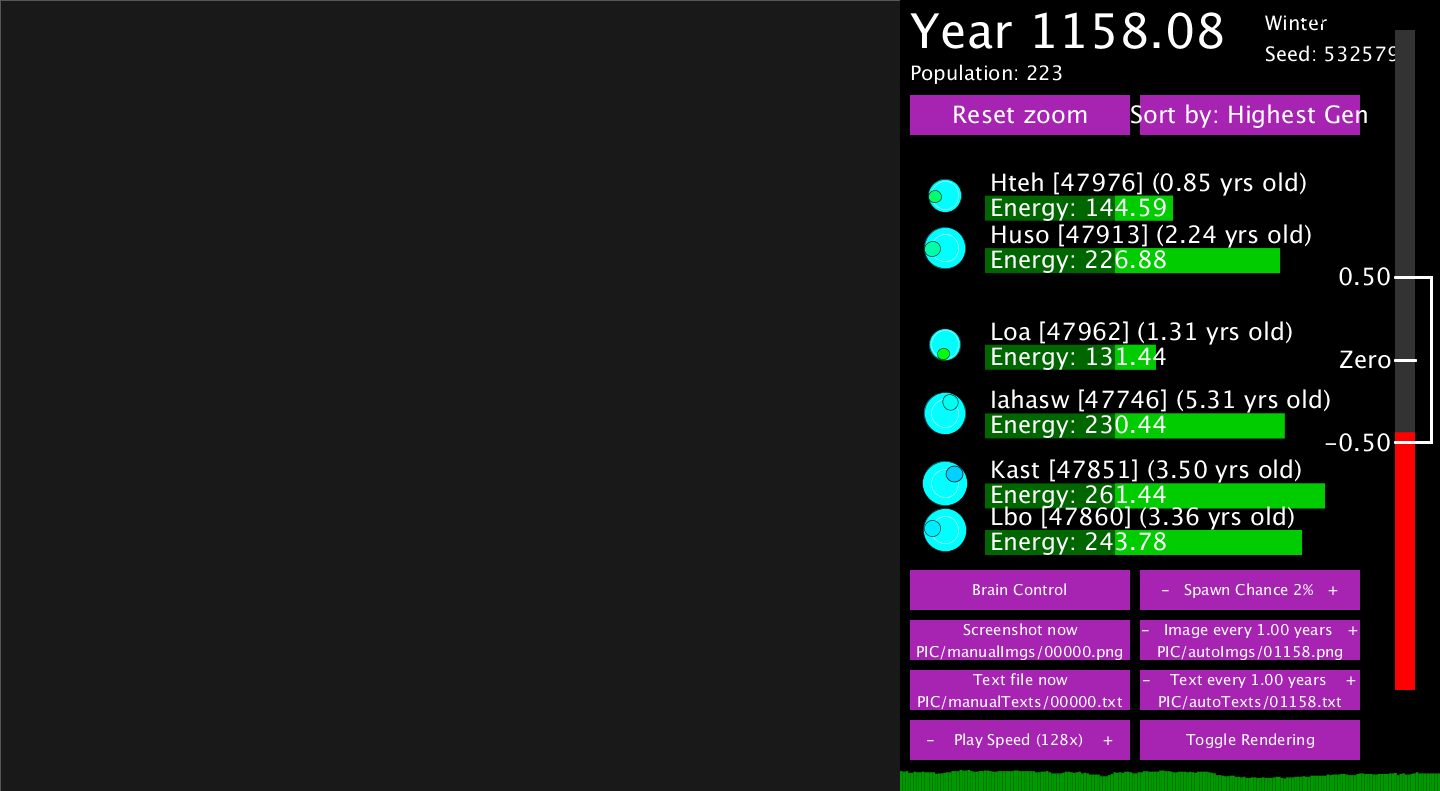 Year 1158.08
Winter
Seed: 532579
Population: 223
Reset zoom
Sort by: Highest Gen
Hteh [47976] (0.85 yrs old)
Energy: 144.59
Huso [47913] (2.24 yrs old)
Energy: 226.88
0.50
Loa [47962] (1.31 yrs old)
Energy: 131.44
Zero
Iahasw [47746] (5.31 yrs old)
Energy: 230.44
-0.50
Kast [47851] (3.50 yrs old)
Energy: 261.44
Lbo [47860] (3.36 yrs old)
Energy: 243.78
Brain Control
- Spawn Chance 2% +
Screenshot now
PIC/manualImgs/00000.png
- Image every 1.00 years +
PIC/autoImgs/01158.png
Text file now
PIC/manualTexts/00000.txt
- Text every 1.00 years +
PIC/autoTexts/01158.txt
- Play Speed (128x) +
Toggle Rendering